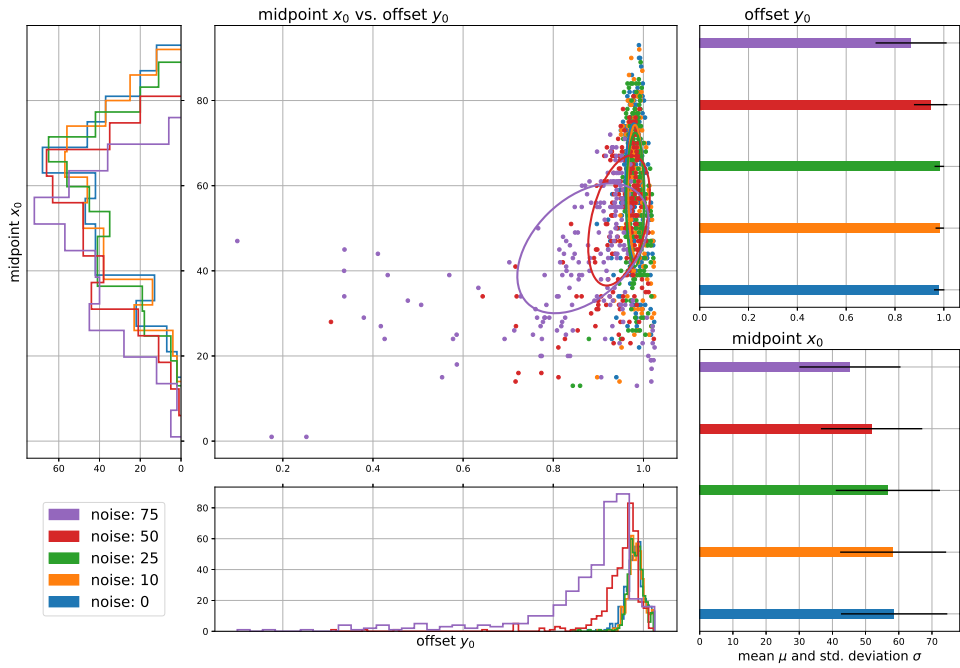 midpoint x₀ vs. offset y₀
offset y₀
midpoint x₀
80
60
40
20
0
60 40 20 0
0.2 0.4 0.6 0.8 1.0
0.0 0.2 0.4 0.6 0.8 1.0
midpoint x₀
noise: 75
noise: 50
noise: 25
noise: 10
noise: 0
80
60
40
20
0
offset y₀
0 10 20 30 40 50 60 70
mean μ and std. deviation σ